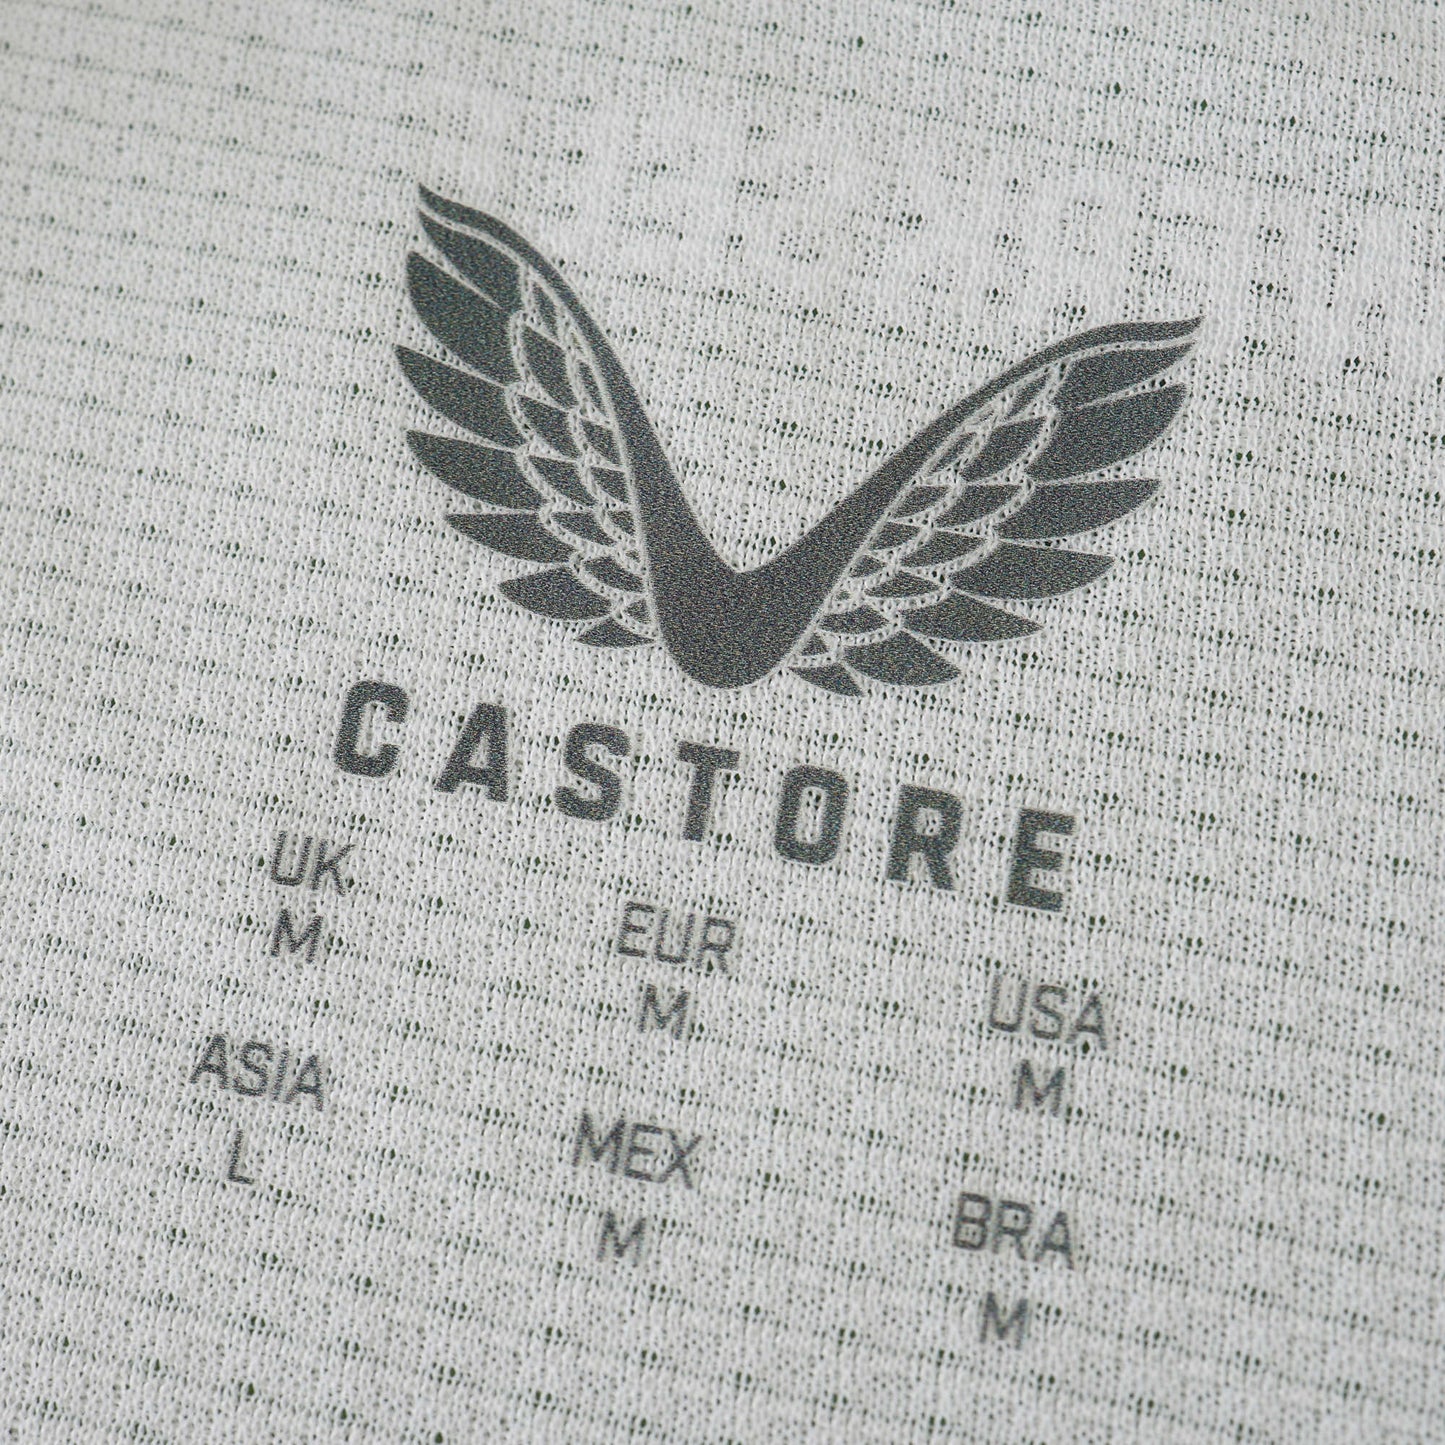 CASTORE
UK EUR USA
M M M
ASIA MEX BRA
L M M